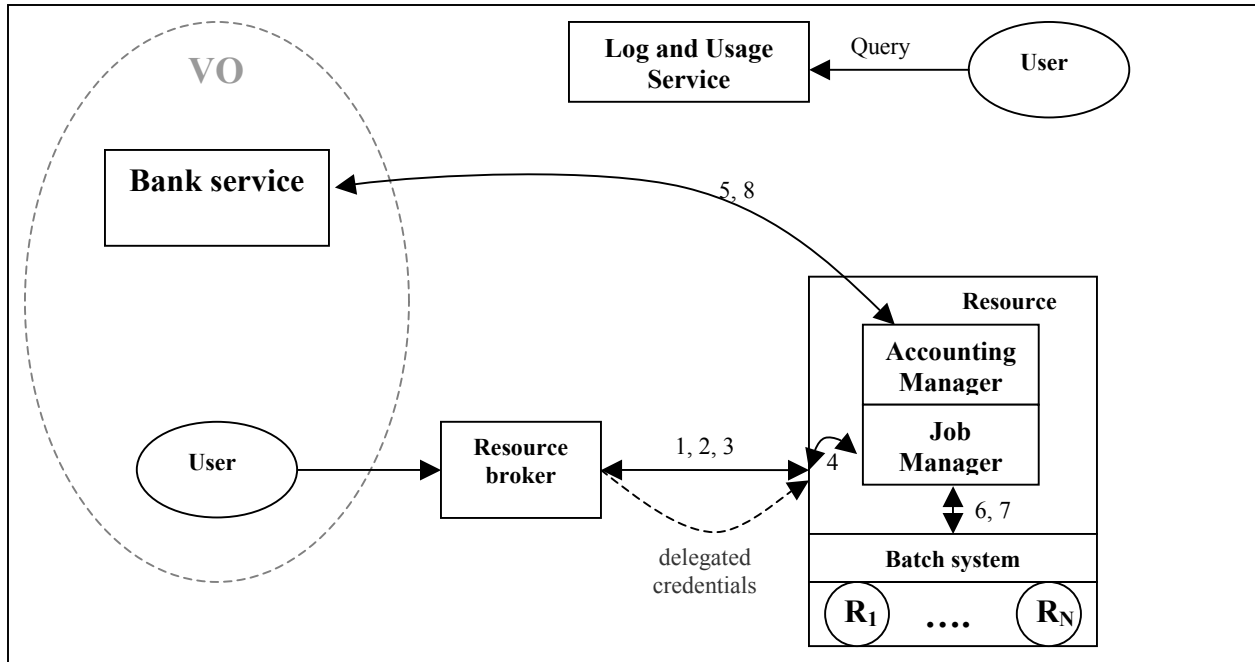 VO
Log and Usage
Service
Query
User
Bank service
5, 8
Resource
Accounting
Manager
Job
Manager
User
Resource
broker
1, 2, 3
4
6, 7
delegated
credentials
Batch system
R1 …. RN